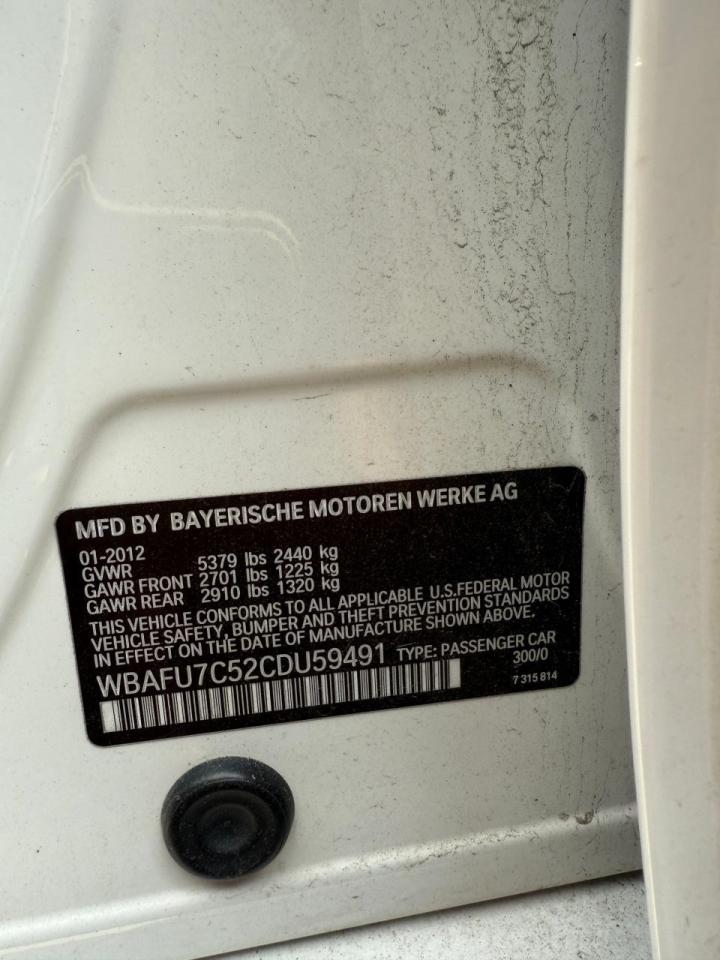 MFD BY BAYERISCHE MOTOREN WERKE AG
01-2012
GVWR 5379 lbs 2440 kg
GAWR FRONT 2701 lbs 1225 kg
GAWR REAR 2910 lbs 1320 kg
THIS VEHICLE CONFORMS TO ALL APPLICABLE U.S.FEDERAL MOTOR
VEHICLE SAFETY, BUMPER AND THEFT PREVENTION STANDARDS
IN EFFECT ON THE DATE OF MANUFACTURE SHOWN ABOVE.
WBAFU7C52CDU59491 TYPE: PASSENGER CAR
300/0
7 315 814